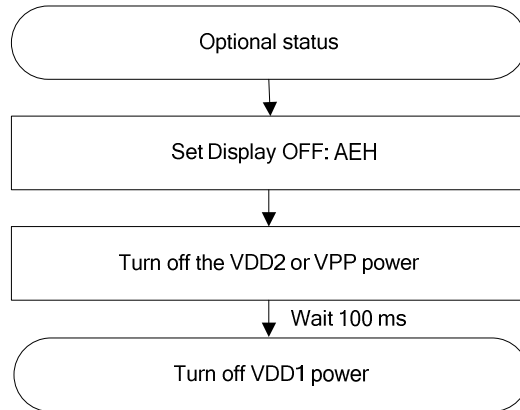 Optional status
Set Display OFF: AEH
Turn off the VDD2 or VPP power
Wait 100 ms
Turn off VDD1 power